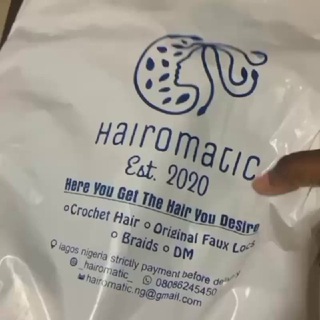 HAIROMATIC
Est. 2020
Here You Get The Hair You Desire
Crochet Hair Original Faux Locs
Braids DM
lagos nigeria strictly payment before
_hairomatic_ 08086245450
hairomatic.ng@gmail.com